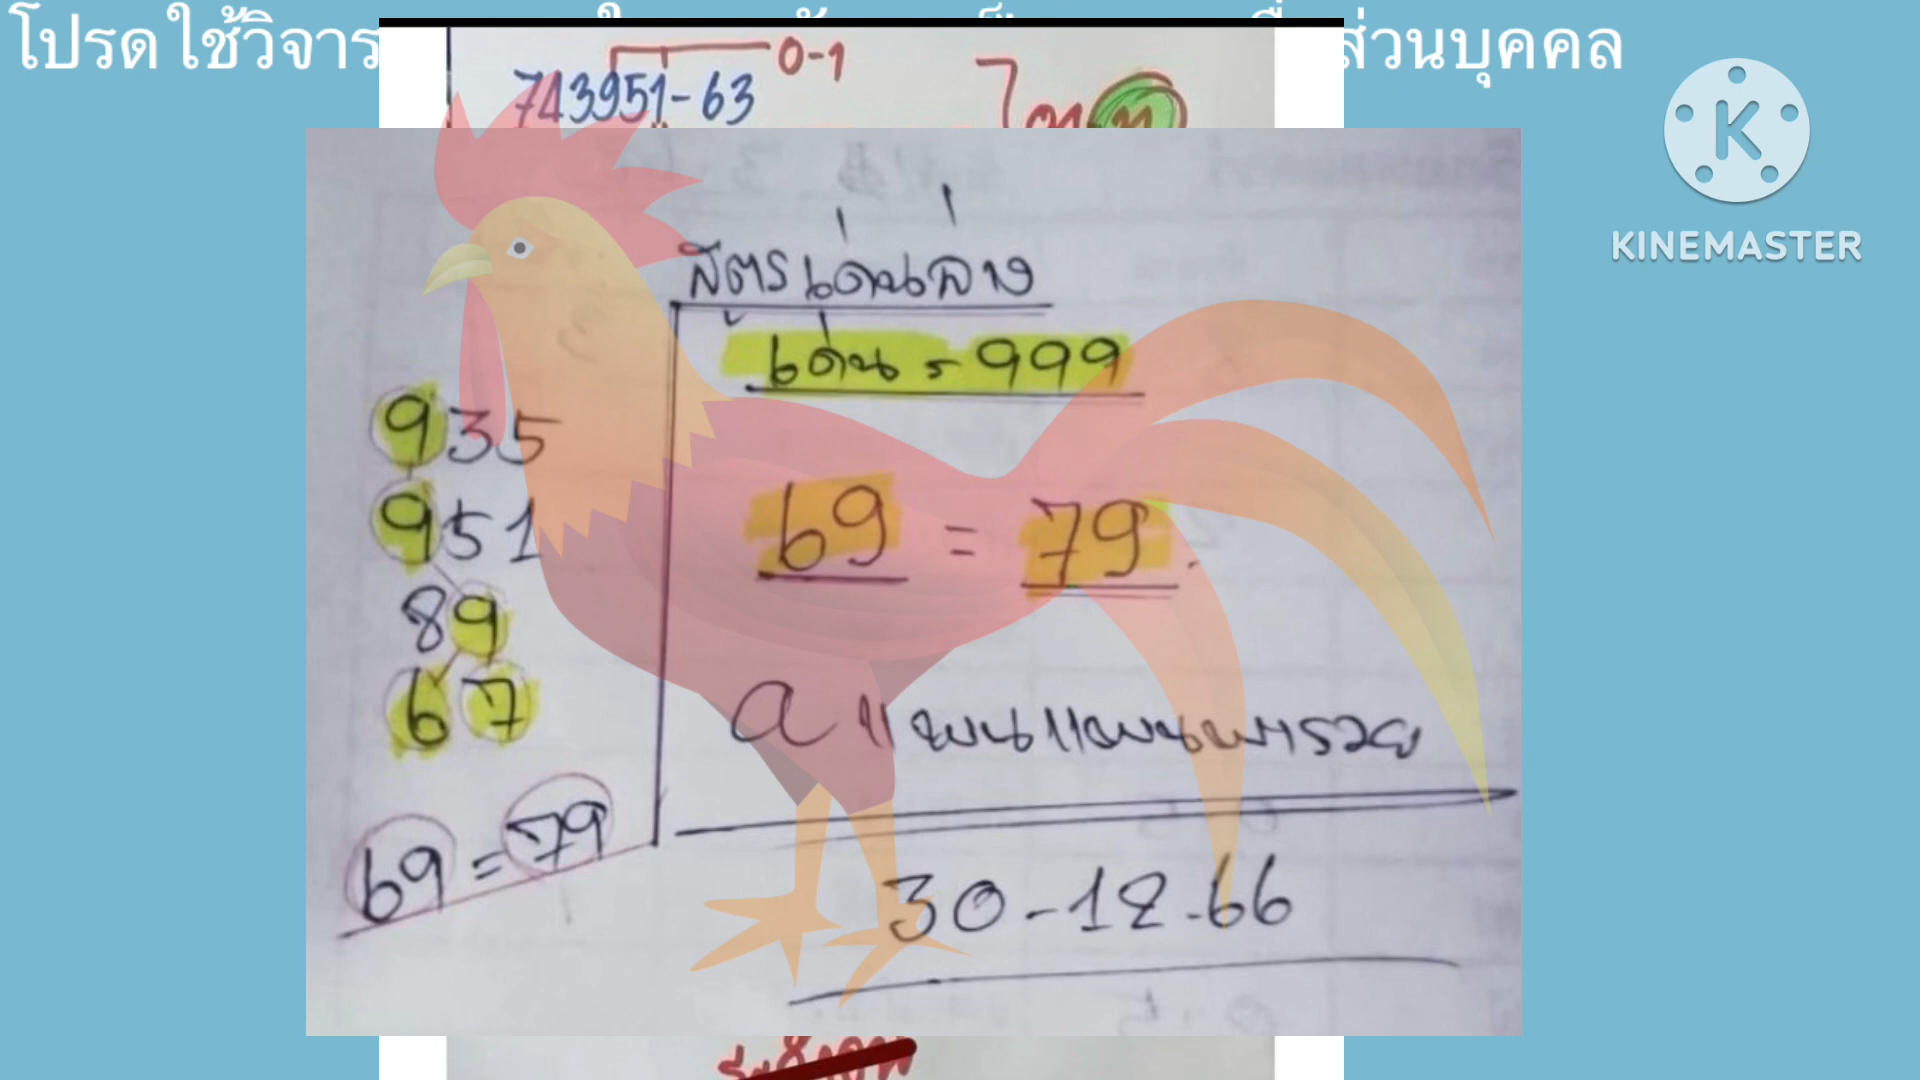 โปรดใช้วิจาร
ส่วนบุคคล
0-1
743951-63
KINEMASTER
สูตรเด่นล่าง
เด่น = 999
935
951
89
67
69 = 79
69 = 79
30-12-66